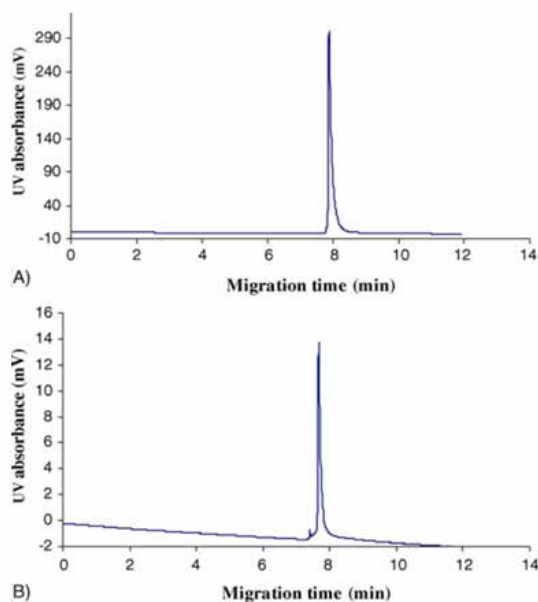 UV absorbance (mV)
290
240
190
140
90
40
-10
0 2 4 6 8 10 12 14
A)
Migration time (min)
UV absorbance (mV)
16
14
12
10
8
6
4
2
0
-2
0 2 4 6 8 10 12 14
B)
Migration time (min)